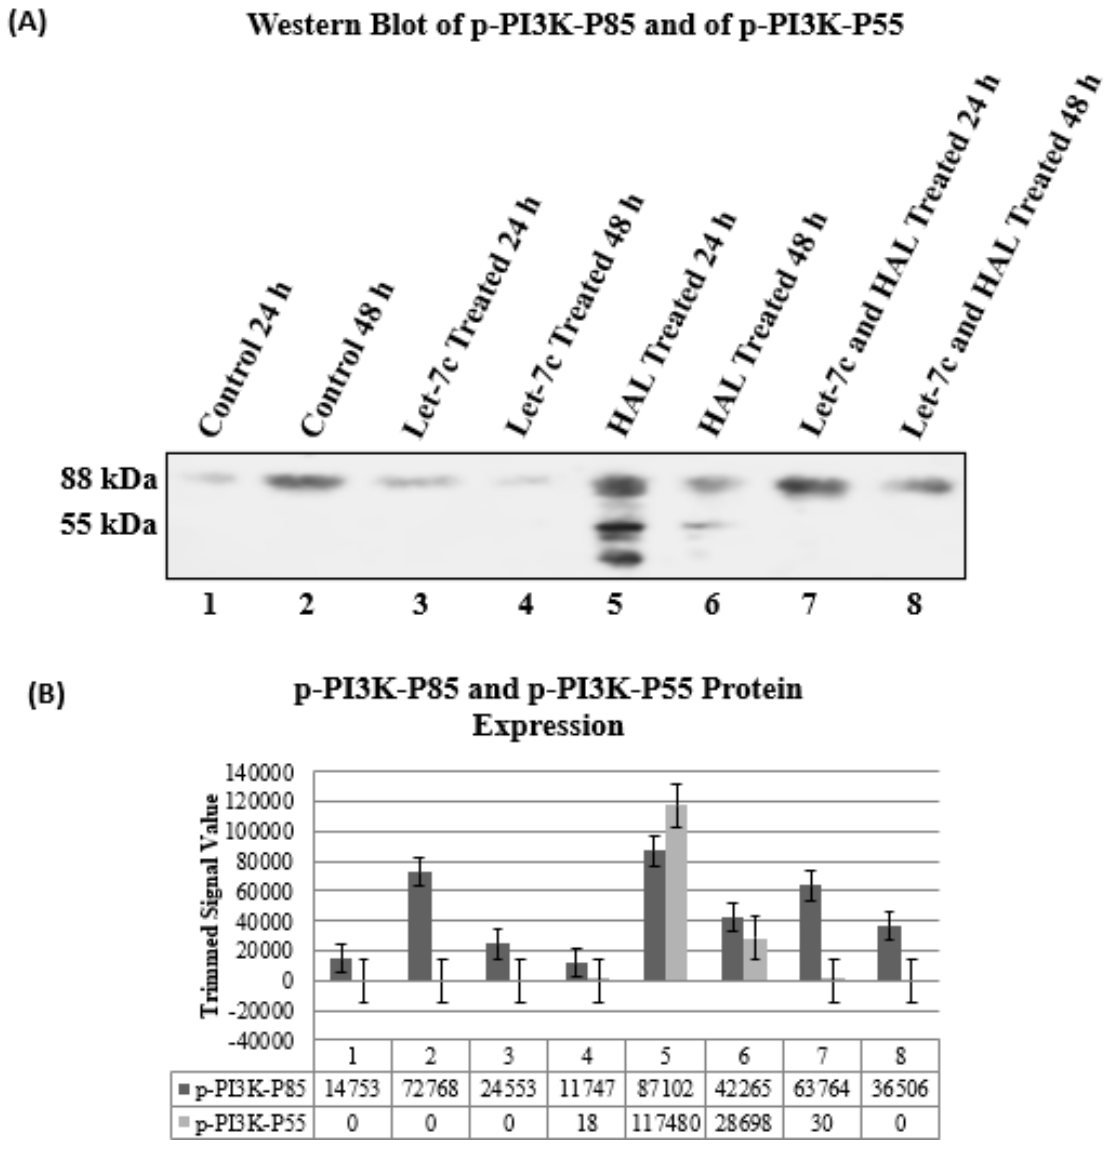 (A)
Western Blot of p-PI3K-P85 and of p-PI3K-P55
Control 24 h
Control 48 h
Let-7c Treated 24 h
Let-7c Treated 48 h
HAL Treated 24 h
HAL Treated 48 h
Let-7c and HAL Treated 24 h
Let-7c and HAL Treated 48 h
88 kDa
55 kDa
1 2 3 4 5 6 7 8
(B)
p-PI3K-P85 and p-PI3K-P55 Protein
Expression
Trimmed Signal Value
140000
120000
100000
80000
60000
40000
20000
0
-20000
-40000
1 2 3 4 5 6 7 8
p-PI3K-P85 14753 72768 24553 11747 87102 42265 63764 36506
p-PI3K-P55 0 0 0 18 117480 28698 30 0